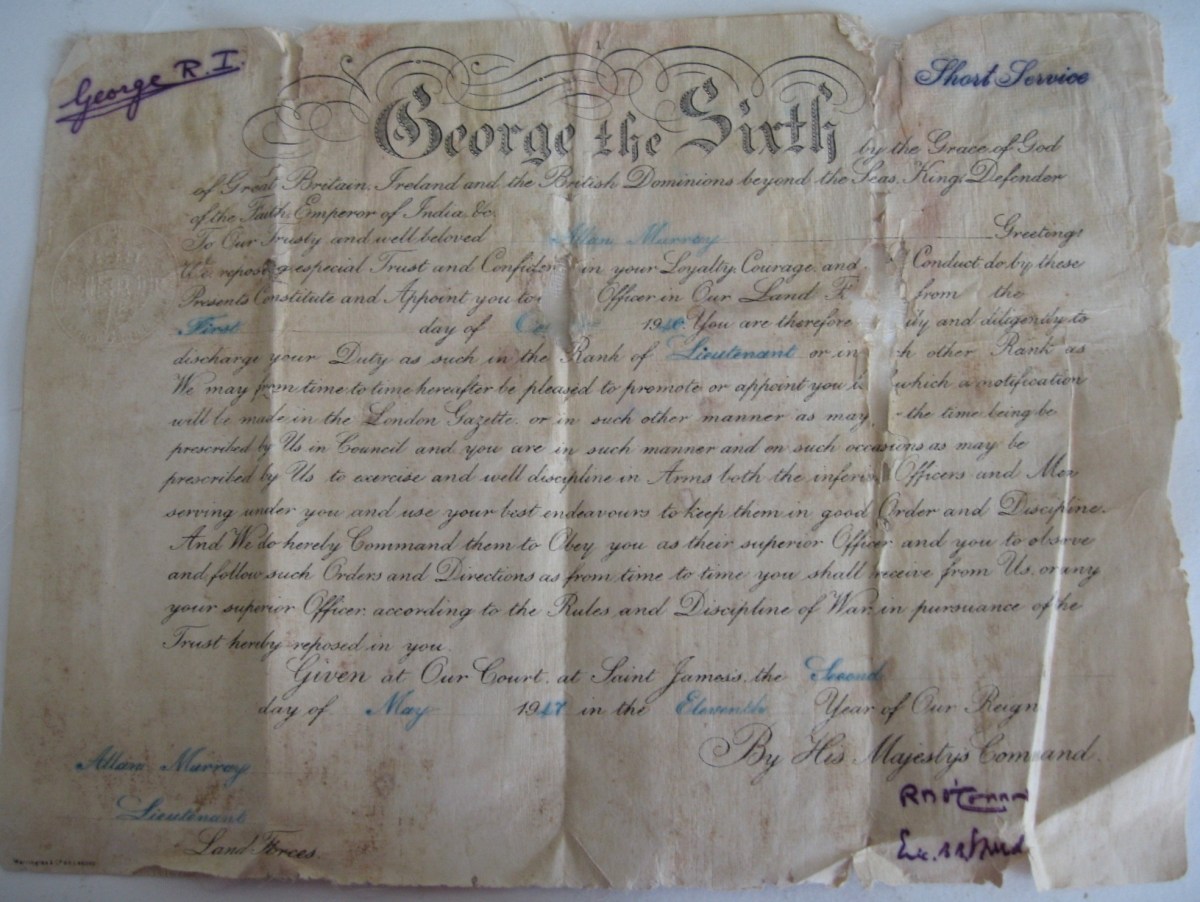 George R.I.
Short Service
George the Sixth by the Grace of God
of Great Britain, Ireland and the British Dominions beyond the Seas, King, Defender
of the Faith, Emperor of India, &c.
To Our Trusty and well beloved Allan Murray Greeting:
We repose especial Trust and Confiden in your Loyalty, Courage, and Conduct do by these
Presents Constitute and Appoint you to Officer in Our Land F from the
First day of 19 You are therefore ly and diligently to
discharge your Duty as such in the Rank of Lieutenant or in h other Rank as
We may from time to time hereafter be pleased to promote or appoint you which a notification
will be made in the London Gazette, or in such other manner as may the time being be
prescribed by Us in Council and you are in such manner and on such occasions as may be
prescribed by Us to exercise and well discipline in Arms both the inferior Officers and Men
serving under you and use your best endeavours to keep them in good Order and Discipline.
And We do hereby Command them to Obey you as their superior Officer and you to observe
and follow such Orders and Directions as from time to time you shall receive from Us, or any
your superior Officer according to the Rules and Discipline of War, in pursuance of the
Trust hereby reposed in you.
Given at Our Court, at Saint James's, the Second
day of May 1947 in the Eleventh Year of Our Reign
By His Majesty's Command.
Allan Murray
Lieutenant
Land Forces.